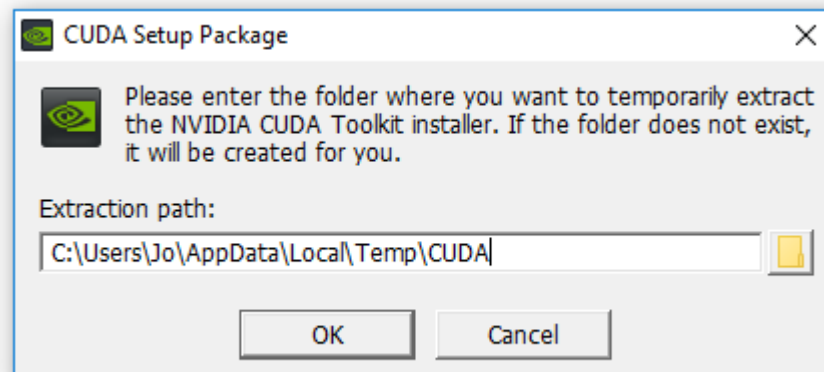 CUDA Setup Package
Please enter the folder where you want to temporarily extract
the NVIDIA CUDA Toolkit installer. If the folder does not exist,
it will be created for you.
Extraction path:
C:\Users\Jo\AppData\Local\Temp\CUDA
OK
Cancel